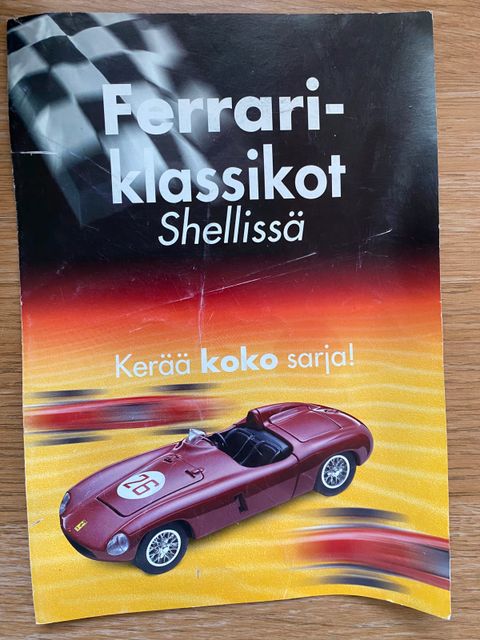 Ferrari-
klassikot
Shellissä
Kerää koko sarja!
26